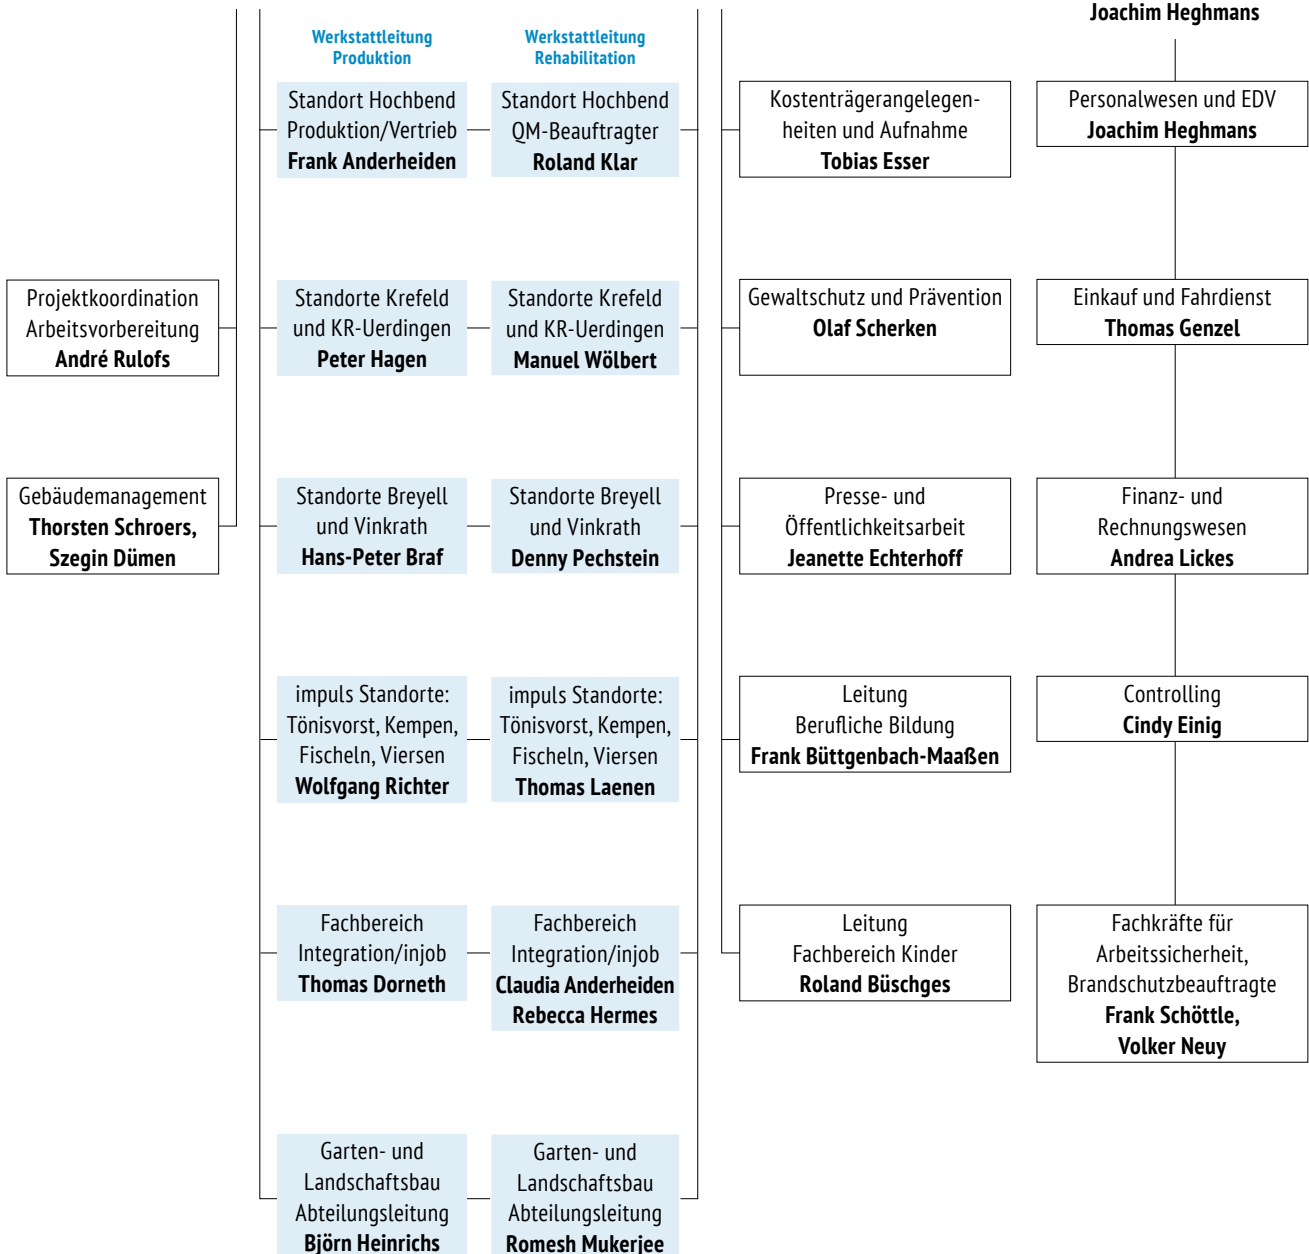 Joachim Heghmans
Werkstattleitung
Produktion
Werkstattleitung
Rehabilitation
Standort Hochbend
Produktion/Vertrieb
Frank Anderheiden
Standort Hochbend
QM-Beauftragter
Roland Klar
Kostenträgerangelegen-
heiten und Aufnahme
Tobias Esser
Personalwesen und EDV
Joachim Heghmans
Projektkoordination
Arbeitsvorbereitung
André Rulofs
Standorte Krefeld
und KR-Uerdingen
Peter Hagen
Standorte Krefeld
und KR-Uerdingen
Manuel Wölbert
Gewaltschutz und Prävention
Olaf Scherken
Einkauf und Fahrdienst
Thomas Genzel
Gebäudemanagement
Thorsten Schroers,
Szegin Dümen
Standorte Breyell
und Vinkrath
Hans-Peter Braf
Standorte Breyell
und Vinkrath
Denny Pechstein
Presse- und
Öffentlichkeitsarbeit
Jeanette Echterhoff
Finanz- und
Rechnungswesen
Andrea Lickes
impuls Standorte:
Tönisvorst, Kempen,
Fischeln, Viersen
Wolfgang Richter
impuls Standorte:
Tönisvorst, Kempen,
Fischeln, Viersen
Thomas Laenen
Leitung
Berufliche Bildung
Frank Büttgenbach-Maaßen
Controlling
Cindy Einig
Fachbereich
Integration/injob
Thomas Dorneth
Fachbereich
Integration/injob
Claudia Anderheiden
Rebecca Hermes
Leitung
Fachbereich Kinder
Roland Büschges
Fachkräfte für
Arbeitssicherheit,
Brandschutzbeauftragte
Frank Schöttle,
Volker Neuy
Garten- und
Landschaftsbau
Abteilungsleitung
Björn Heinrichs
Garten- und
Landschaftsbau
Abteilungsleitung
Romesh Mukerjee